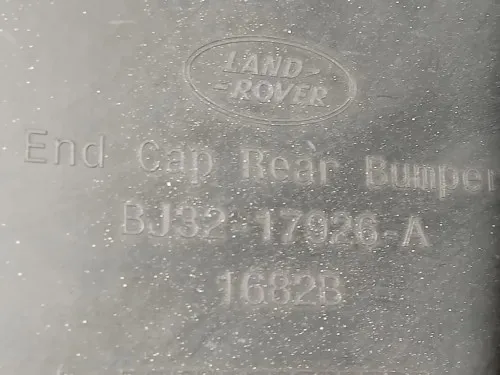 LAND-
-ROVER
End Cap Rear Bumper
BJ32-17926-A
1682B